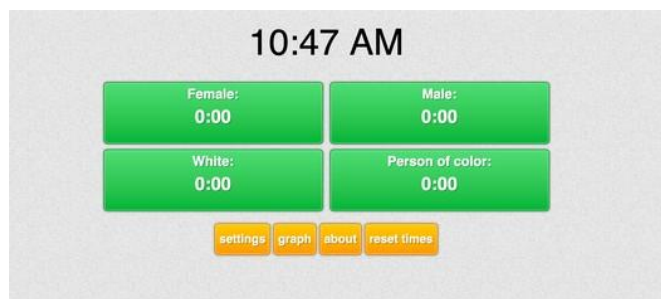 10:47 AM
Female: Male:
0:00 0:00
White: Person of color:
0:00 0:00
settings graph about reset times